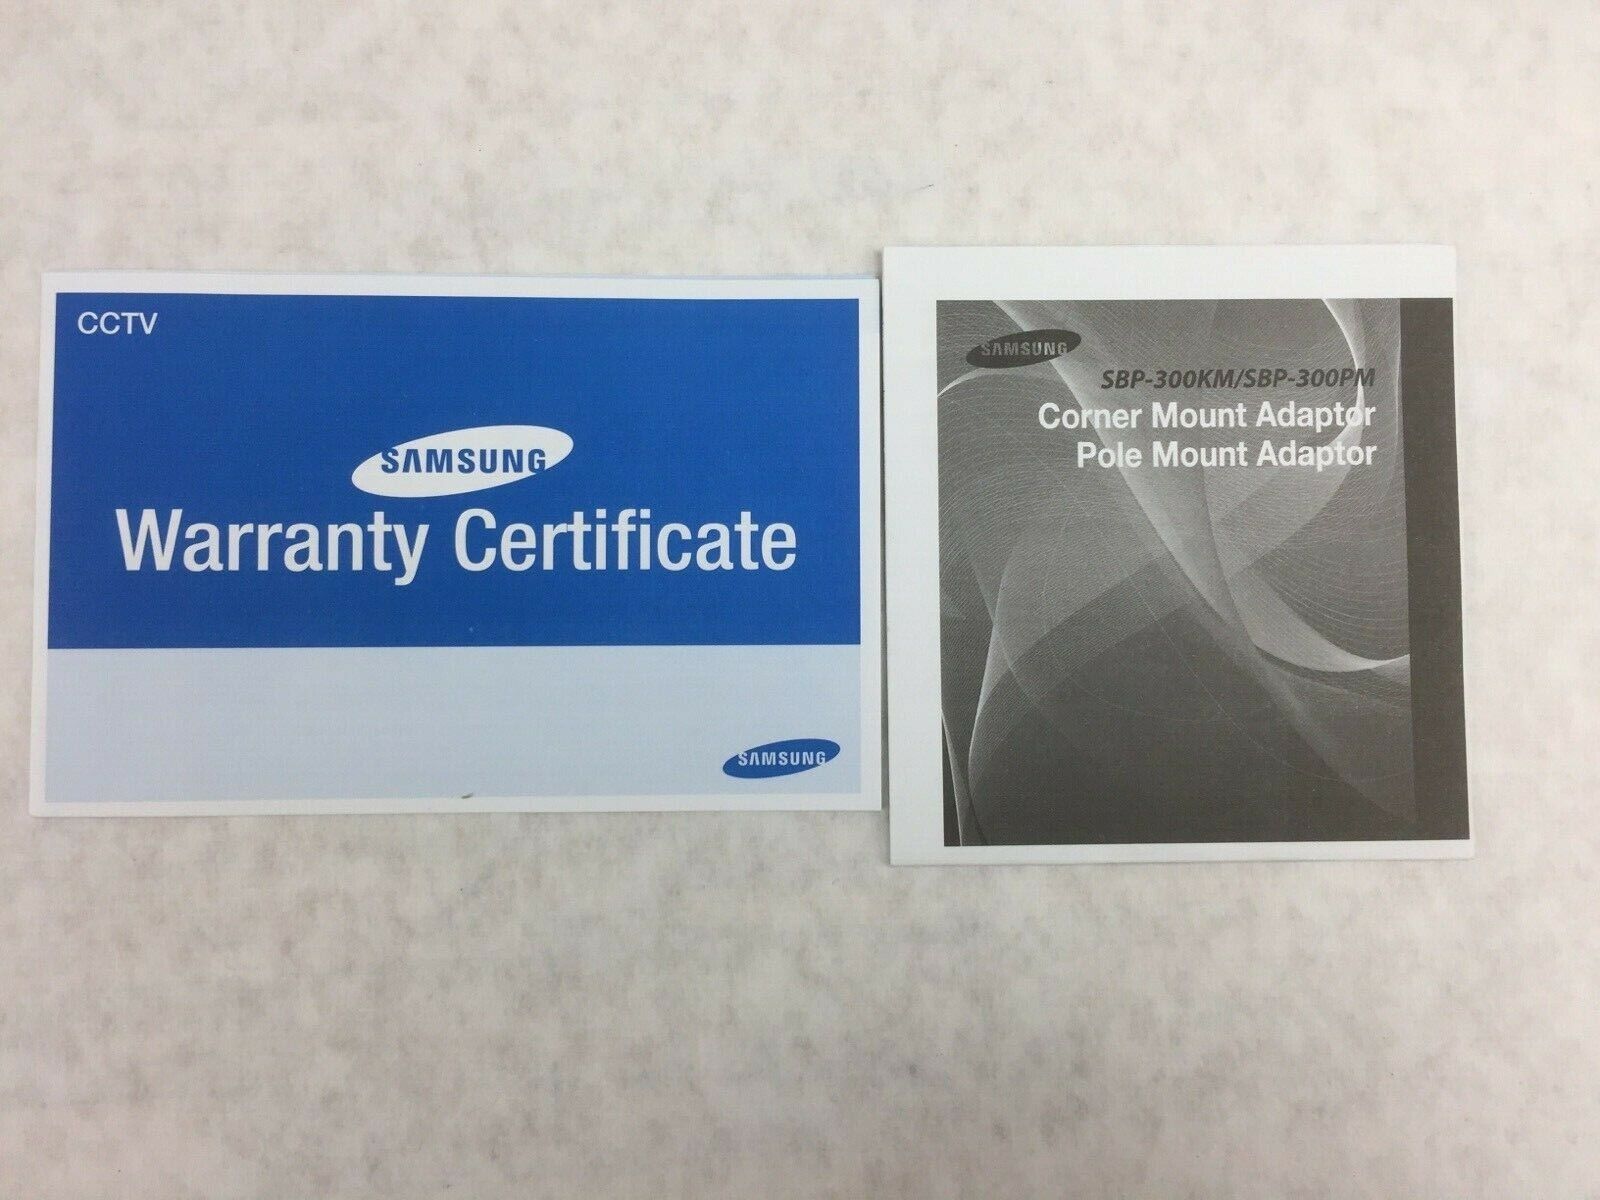 CCTV
SAMSUNG
Warranty Certificate
SAMSUNG
SAMSUNG
SBP-300KM/SBP-300PM
Corner Mount Adaptor
Pole Mount Adaptor